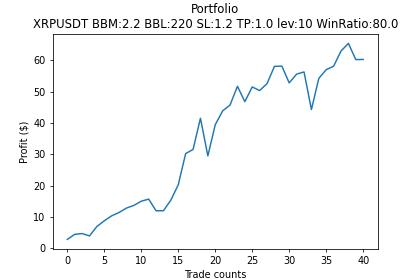 Portfolio
XRPUSDT BBM:2.2 BBL:220 SL:1.2 TP:1.0 lev:10 WinRatio:80.0
Profit ($)
60
50
40
30
20
10
0
0 5 10 15 20 25 30 35 40
Trade counts